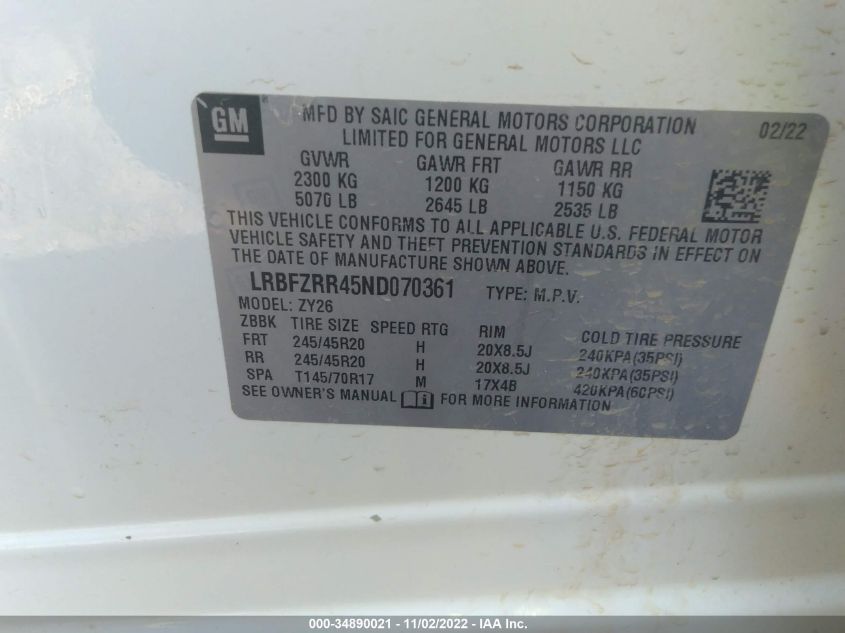 GM
MFD BY SAIC GENERAL MOTORS CORPORATION 02/22
LIMITED FOR GENERAL MOTORS LLC
GVWR GAWR FRT GAWR RR
2300 KG 1200 KG 1150 KG
5070 LB 2645 LB 2535 LB
THIS VEHICLE CONFORMS TO ALL APPLICABLE U.S. FEDERAL MOTOR
VEHICLE SAFETY AND THEFT PREVENTION STANDARDS IN EFFECT ON
THE DATE OF MANUFACTURE SHOWN ABOVE.
LRBFZRR45ND070361 TYPE: M.P.V.
MODEL: ZY26
ZBBK TIRE SIZE SPEED RTG RIM COLD TIRE PRESSURE
FRT 245/45R20 H 20X8.5J 240KPA(35PSI)
RR 245/45R20 H 20X8.5J 240KPA(35PSI)
SPA T145/70R17 M 17X4B 420KPA(60PSI)
SEE OWNER'S MANUAL i FOR MORE INFORMATION
000-34890021 - 11/02/2022 - IAA Inc.